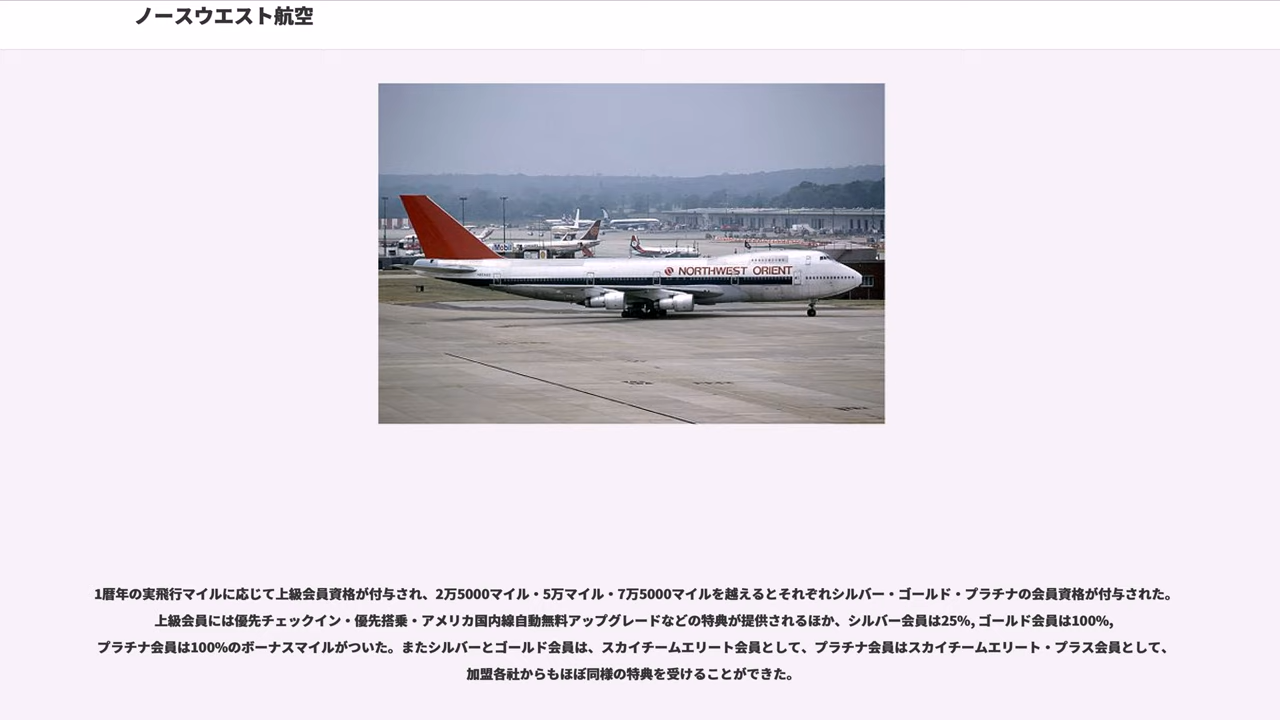 ノースウエスト航空
Mobil
NORTHWEST ORIENT
1暦年の実飛行マイルに応じて上級会員資格が付与され、2万5000マイル・5万マイル・7万5000マイルを越えるとそれぞれシルバー・ゴールド・プラチナの会員資格が付与された。
上級会員には優先チェックイン・優先搭乗・アメリカ国内線自動無料アップグレードなどの特典が提供されるほか、シルバー会員は25%, ゴールド会員は100%,
プラチナ会員は100%のボーナスマイルがついた。またシルバーとゴールド会員は、スカイチームエリート会員として、プラチナ会員はスカイチームエリート・プラス会員として、
加盟各社からもほぼ同様の特典を受けることができた。